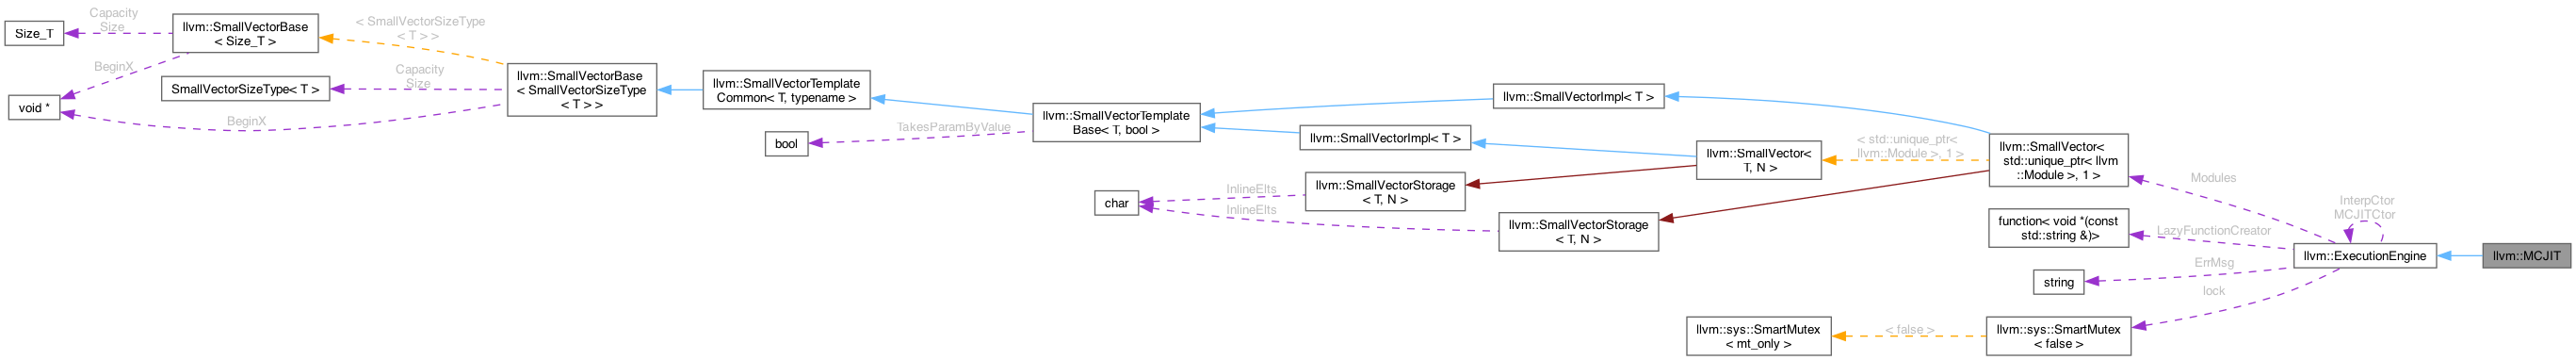 Size_T
Capacity
Size
llvm::SmallVectorBase
< Size_T >
< SmallVectorSizeType
< T > >
BeginX
void *
SmallVectorSizeType< T >
Capacity
Size
BeginX
llvm::SmallVectorBase
< SmallVectorSizeType
< T > >
llvm::SmallVectorTemplate
Common< T, typename >
bool
TakesParamByValue
llvm::SmallVectorTemplate
Base< T, bool >
char
InlineElts
InlineElts
llvm::SmallVectorImpl< T >
llvm::SmallVectorImpl< T >
llvm::SmallVectorStorage
< T, N >
llvm::SmallVectorStorage
< T, N >
llvm::SmallVector<
T, N >
< std::unique_ptr<
llvm::Module >, 1 >
llvm::SmallVector<
std::unique_ptr< llvm
::Module >, 1 >
function< void *(const
std::string &)>
string
llvm::sys::SmartMutex
< mt_only >
< false >
llvm::sys::SmartMutex
< false >
Modules
LazyFunctionCreator
ErrMsg
lock
InterpCtor
MCJITCtor
llvm::ExecutionEngine
llvm::MCJIT